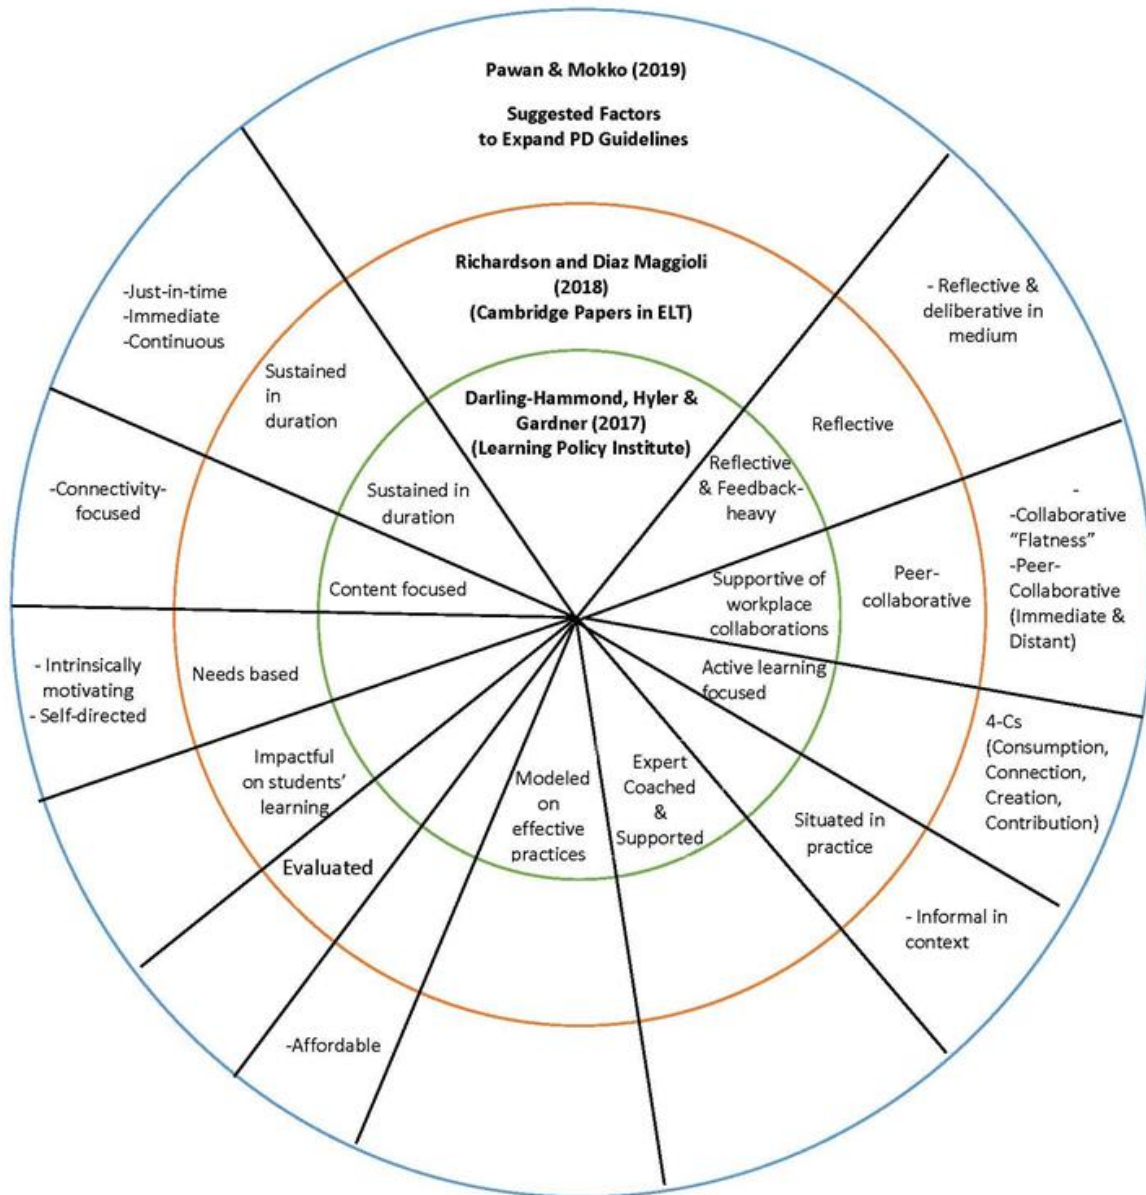 Pawan & Mokko (2019)
Suggested Factors
to Expand PD Guidelines
Richardson and Diaz Maggioli
(2018)
(Cambridge Papers in ELT)
Darling-Hammond, Hyler &
Gardner (2017)
(Learning Policy Institute)
- Reflective &
deliberative in
medium
Reflective
Reflective
& Feedback-
heavy
-
-Collaborative
“Flatness”
-Peer-
Collaborative
(Immediate &
Distant)
Peer-
collaborative
Supportive of
workplace
collaborations
4-Cs
(Consumption,
Connection,
Creation,
Contribution)
Active learning
focused
- Informal in
context
Situated in
practice
Expert
Coached
&
Supported
Modeled
on
effective
practices
-Affordable
Evaluated
Impactful
on students’
learning
- Intrinsically
motivating
- Self-directed
Needs based
-Connectivity-
focused
Content focused
-Just-in-time
-Immediate
-Continuous
Sustained
in
duration
Sustained in
duration